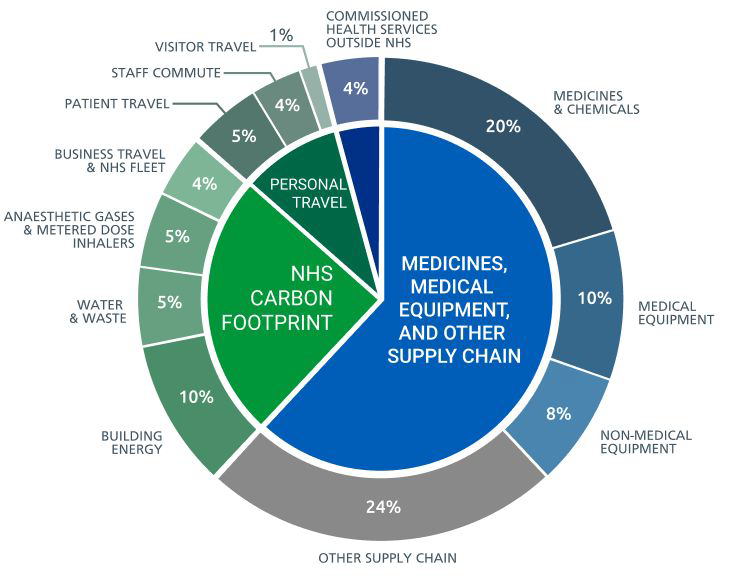 COMMISSIONED
HEALTH SERVICES
OUTSIDE NHS
1%
VISITOR TRAVEL
STAFF COMMUTE
PATIENT TRAVEL
BUSINESS TRAVEL
& NHS FLEET
ANAESTHETIC GASES
& METERED DOSE
INHALERS
WATER
& WASTE
BUILDING
ENERGY
4%
4%
5%
4%
5%
5%
10%
PERSONAL
TRAVEL
NHS
CARBON
FOOTPRINT
MEDICINES,
MEDICAL
EQUIPMENT,
AND OTHER
SUPPLY CHAIN
20%
MEDICINES
& CHEMICALS
10%
MEDICAL
EQUIPMENT
8%
NON-MEDICAL
EQUIPMENT
24%
OTHER SUPPLY CHAIN